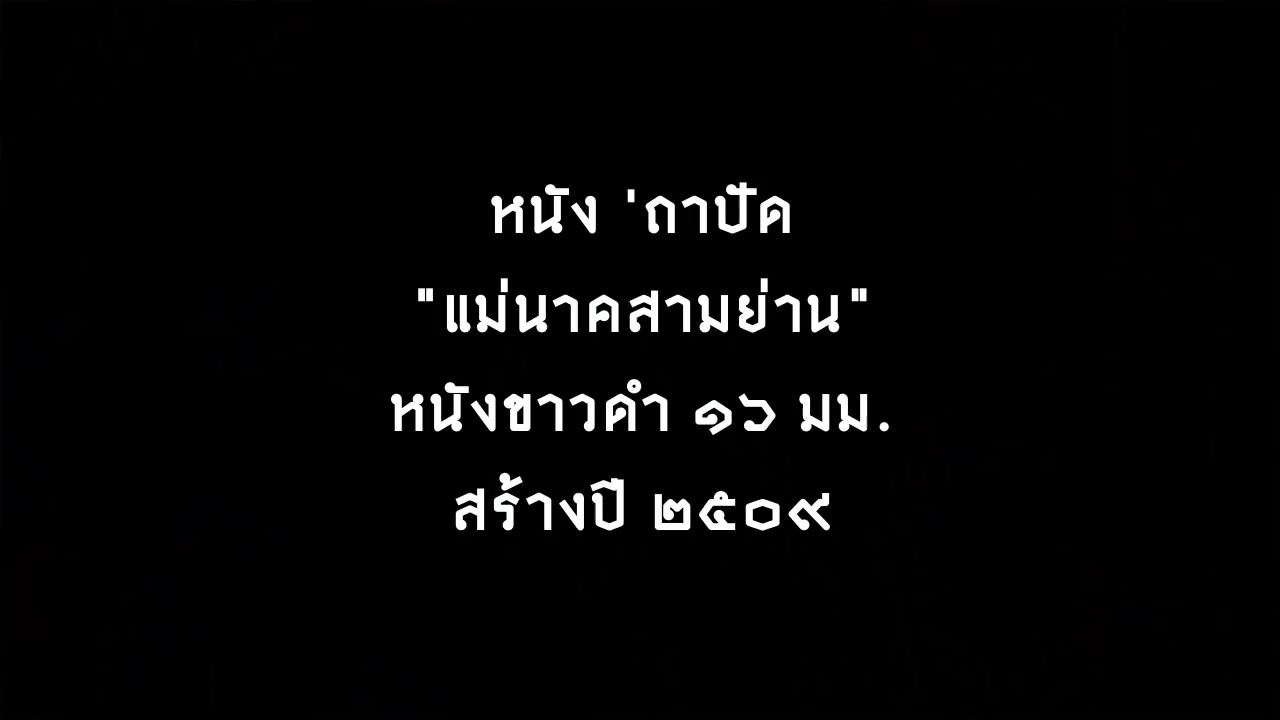 หนัง 'ถาปัด
"แม่นาคสามย่าน"
หนังขาวดำ ๑๖ มม.
สร้างปี ๒๕๐๙